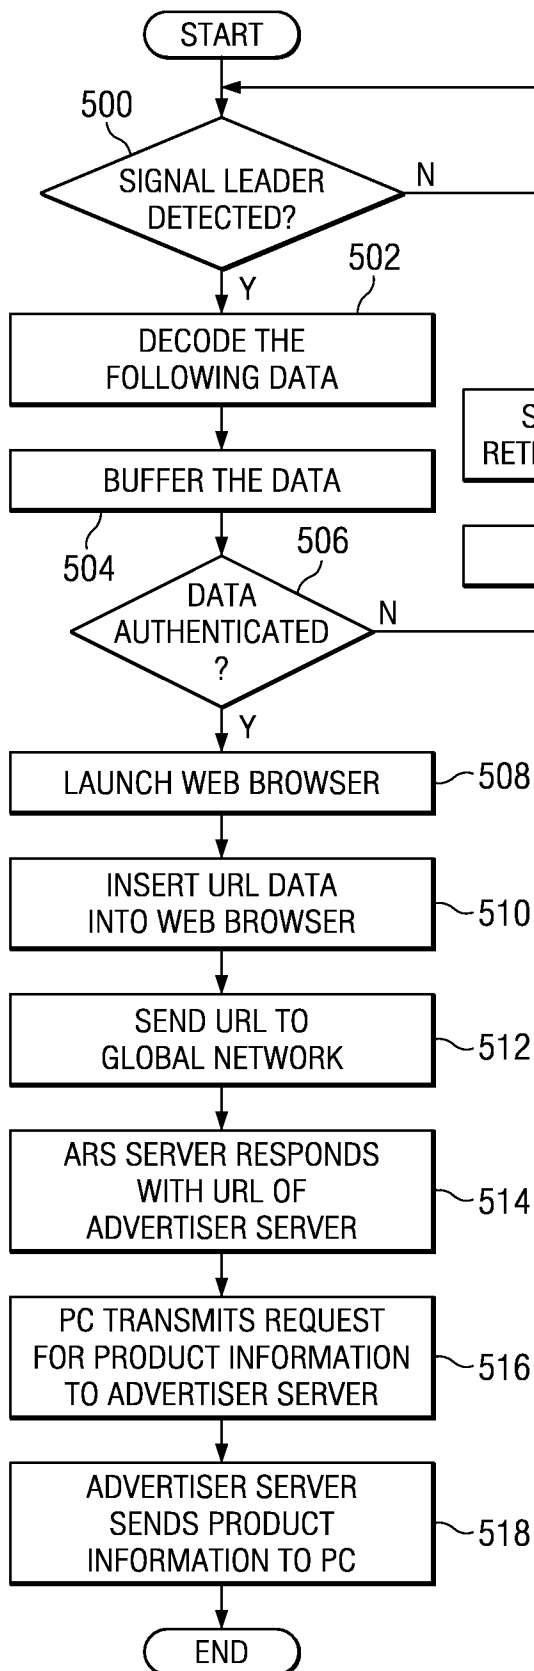 START
500
SIGNAL LEADER
DETECTED?
N
Y
502
DECODE THE
FOLLOWING DATA
BUFFER THE DATA
504
506
DATA
AUTHENTICATED
?
N
Y
LAUNCH WEB BROWSER
508
INSERT URL DATA
INTO WEB BROWSER
510
SEND URL TO
GLOBAL NETWORK
512
ARS SERVER RESPONDS
WITH URL OF
ADVERTISER SERVER
514
PC TRANSMITS REQUEST
FOR PRODUCT INFORMATION
TO ADVERTISER SERVER
516
ADVERTISER SERVER
SENDS PRODUCT
INFORMATION TO PC
518
END